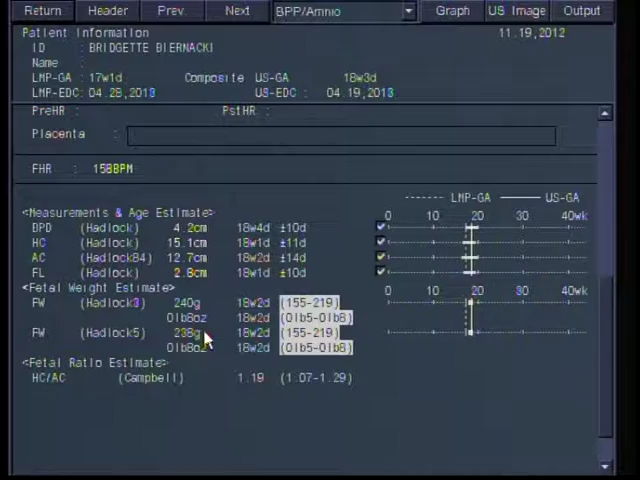 Return Header Prev. Next BPP/Amnio Graph US Image Output
Patient Information 11.19,2012
ID : BRIDGETTE BIERNACKI
Name :
LMP-GA : 17w1d Composite US-GA 18w3d
LMP-EDC: 04.28,2013 US-EDC : 04.19,2013
PreHR : PstHR :
Placenta :
FHR : 158BPM
LMP-GA US-GA
<Measurements & Age Estimate> 0 10 20 30 40wk
BPD (Hadlock) 4.2cm 18w4d ±10d
HC (Hadlock) 15.1cm 18w1d ±11d
AC (Hadlock84) 12.7cm 18w2d ±14d
FL (Hadlock) 2.8cm 18w1d ±10d
<Fetal Weight Estimate> 0 10 20 30 40wk
FW (Hadlock3) 240g 18w2d (155-219)
0lb8oz 18w2d (0lb5-0lb8)
FW (Hadlock5) 238g 18w2d (155-219)
0lb8oz 18w2d (0lb5-0lb8)
<Fetal Ratio Estimate>
HC/AC (Campbell) 1.19 (1.07-1.29)